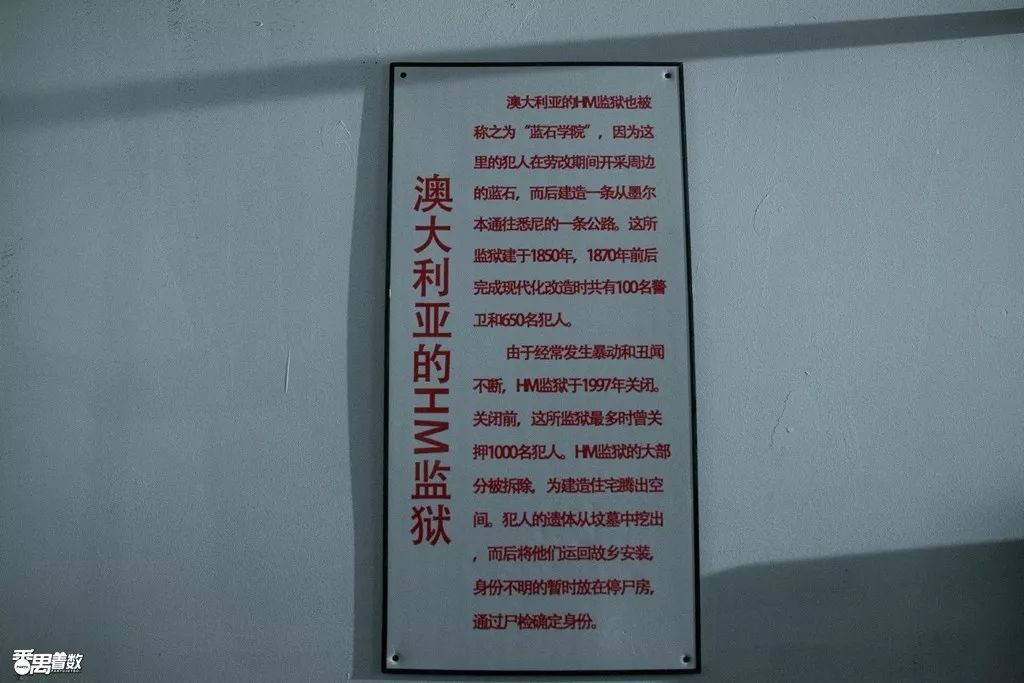 澳大利亚的HM监狱
澳大利亚的HM监狱也被
称之为“蓝石学院”，因为这
里的犯人在劳改期间开采周边
的蓝石，而后建造一条从墨尔
本通往悉尼的一条公路。这所
监狱建于1850年，1870年前后
完成现代化改造时共有100名警
卫和650名犯人。
由于经常发生暴动和丑闻
不断，HM监狱于1997年关闭。
关闭前，这所监狱最多时曾关
押1000名犯人。HM监狱的大部
分被拆除，为建造住宅腾出空
间。犯人的遗体从坟墓中挖出
，而后将他们运回故乡安装，
身份不明的暂时放在停尸房，
通过尸检确定身份。
番禺着数